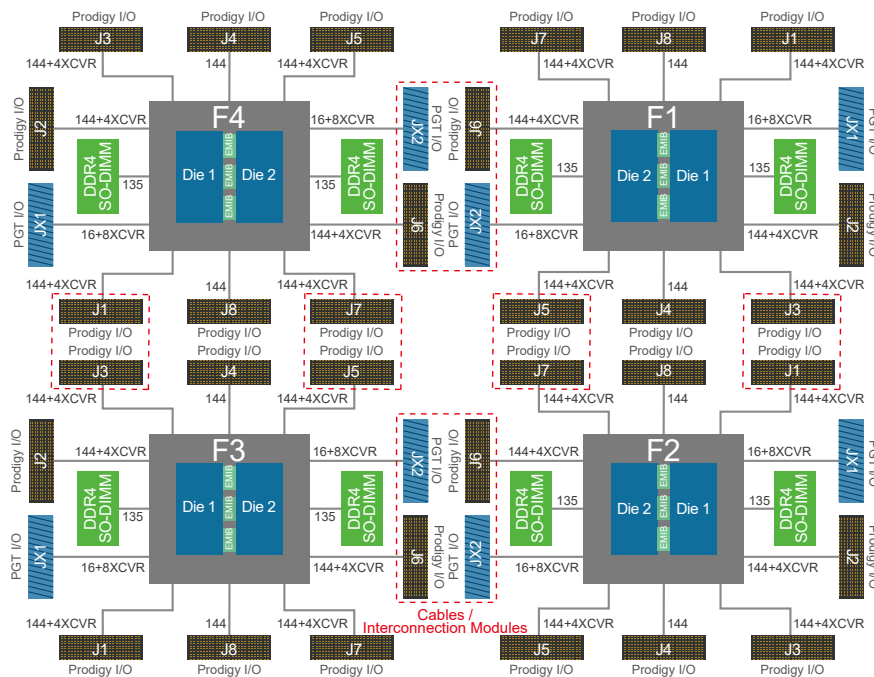 Prodigy I/O Prodigy I/O Prodigy I/O Prodigy I/O Prodigy I/O Prodigy I/O
J3 J4 J5 J7 J8 J1
144+4XCVR 144 144+4XCVR 144+4XCVR 144 144+4XCVR
F4 F1
Prodigy I/O J2 144+4XCVR 16+8XCVR JX2 PGT I/O Prodigy I/O J6 144+4XCVR 16+8XCVR JX1 PGT I/O
DDR4 SO-DIMM 135 Die 1 EMIB EMIB EMIB Die 2 135 DDR4 SO-DIMM DDR4 SO-DIMM 135 Die 2 EMIB EMIB EMIB Die 1 135 DDR4 SO-DIMM
PGT I/O JX1 16+8XCVR 144+4XCVR J6 Prodigy I/O PGT I/O JX2 16+8XCVR 144+4XCVR J2 Prodigy I/O
144+4XCVR 144 144+4XCVR 144+4XCVR 144 144+4XCVR
J1 J8 J7 J5 J4 J3
Prodigy I/O Prodigy I/O Prodigy I/O Prodigy I/O Prodigy I/O Prodigy I/O
Prodigy I/O Prodigy I/O Prodigy I/O Prodigy I/O Prodigy I/O Prodigy I/O
J3 J4 J5 J7 J8 J1
144+4XCVR 144 144+4XCVR 144+4XCVR 144 144+4XCVR
F3 F2
Prodigy I/O J2 144+4XCVR 16+8XCVR JX2 PGT I/O Prodigy I/O J6 144+4XCVR 16+8XCVR JX1 PGT I/O
DDR4 SO-DIMM 135 Die 1 EMIB EMIB EMIB Die 2 135 DDR4 SO-DIMM DDR4 SO-DIMM 135 Die 2 EMIB EMIB EMIB Die 1 135 DDR4 SO-DIMM
PGT I/O JX1 16+8XCVR 144+4XCVR J6 Prodigy I/O PGT I/O JX2 16+8XCVR 144+4XCVR J2 Prodigy I/O
Cables /
Interconnection Modules
144+4XCVR 144 144+4XCVR 144+4XCVR 144 144+4XCVR
J1 J8 J7 J5 J4 J3
Prodigy I/O Prodigy I/O Prodigy I/O Prodigy I/O Prodigy I/O Prodigy I/O